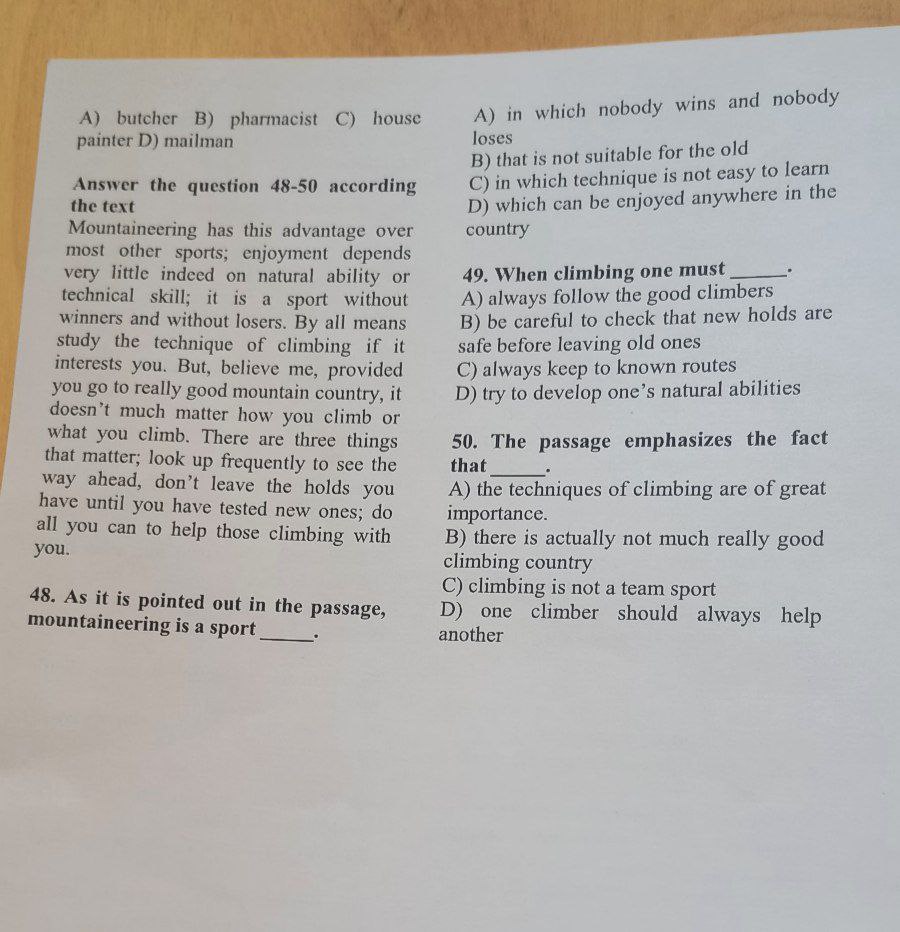 A) butcher B) pharmacist C) house
painter D) mailman
Answer the question 48-50 according
the text
Mountaineering has this advantage over
most other sports; enjoyment depends
very little indeed on natural ability or
technical skill; it is a sport without
winners and without losers. By all means
study the technique of climbing if it
interests you. But, believe me, provided
you go to really good mountain country, it
doesn't much matter how you climb or
what you climb. There are three things
that matter; look up frequently to see the
way ahead, don't leave the holds you
have until you have tested new ones; do
all you can to help those climbing with
you.
48. As it is pointed out in the passage,
mountaineering is a sport _____.
A) in which nobody wins and nobody
loses
B) that is not suitable for the old
C) in which technique is not easy to learn
D) which can be enjoyed anywhere in the
country
49. When climbing one must _____.
A) always follow the good climbers
B) be careful to check that new holds are
safe before leaving old ones
C) always keep to known routes
D) try to develop one's natural abilities
50. The passage emphasizes the fact
that _____.
A) the techniques of climbing are of great
importance.
B) there is actually not much really good
climbing country
C) climbing is not a team sport
D) one climber should always help
another